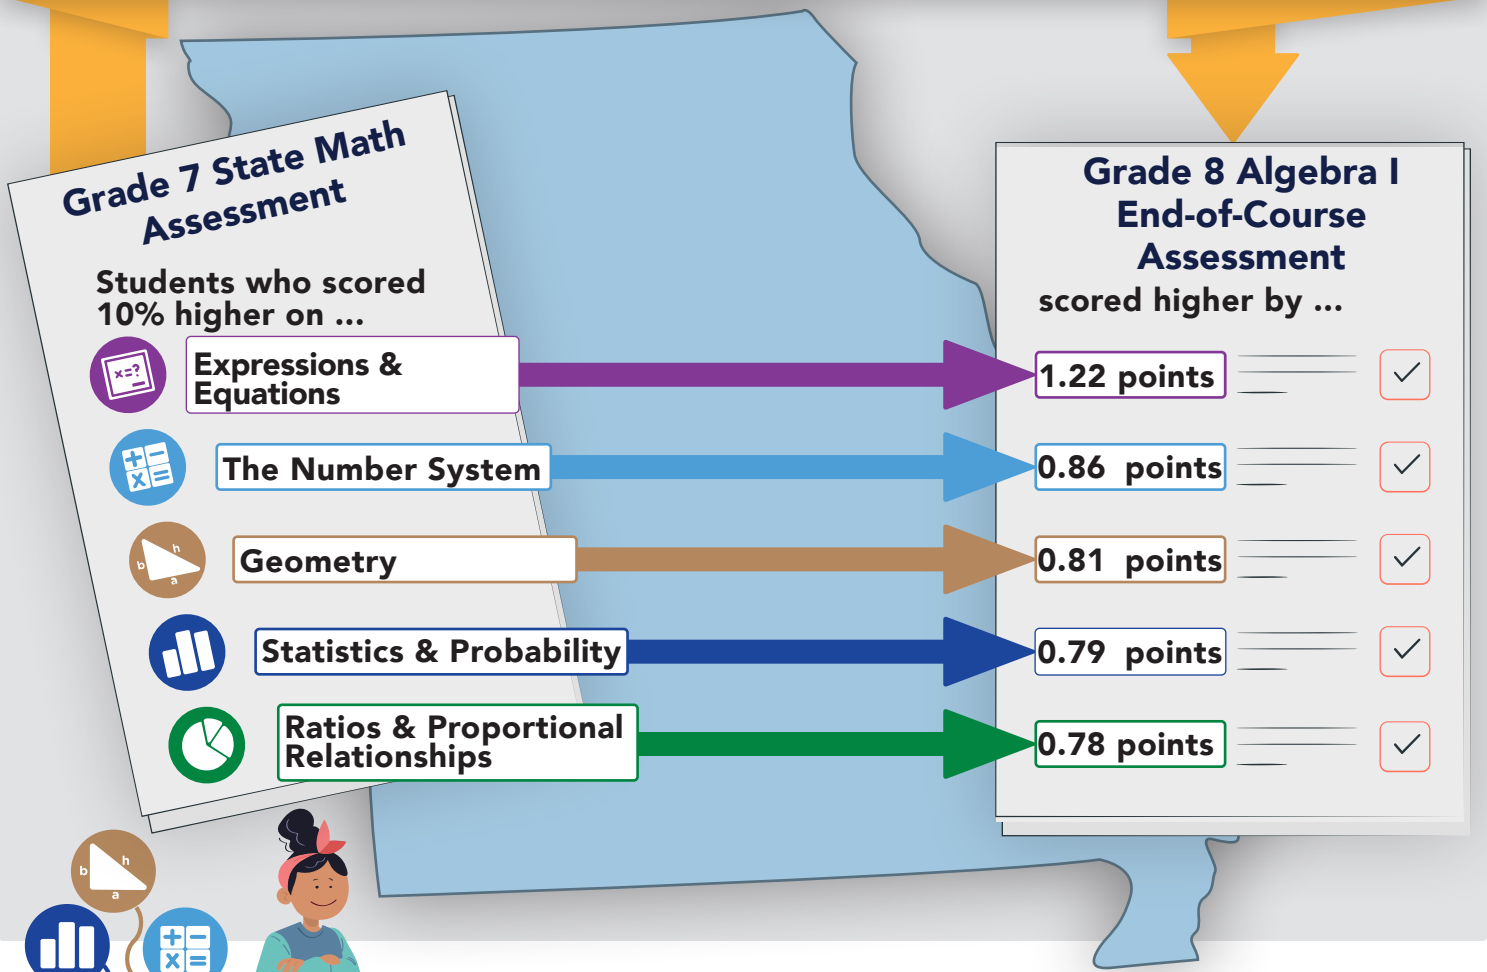 Grade 7 State Math
Assessment
Students who scored
10% higher on ...
Grade 8 Algebra I
End-of-Course
Assessment
scored higher by ...
x=?
Expressions &
Equations
1.22 points
+ −
x =
The Number System
0.86 points
h
b
a
Geometry
0.81 points
Statistics & Probability
0.79 points
Ratios & Proportional
Relationships
0.78 points
h
b
a
+ −
x =